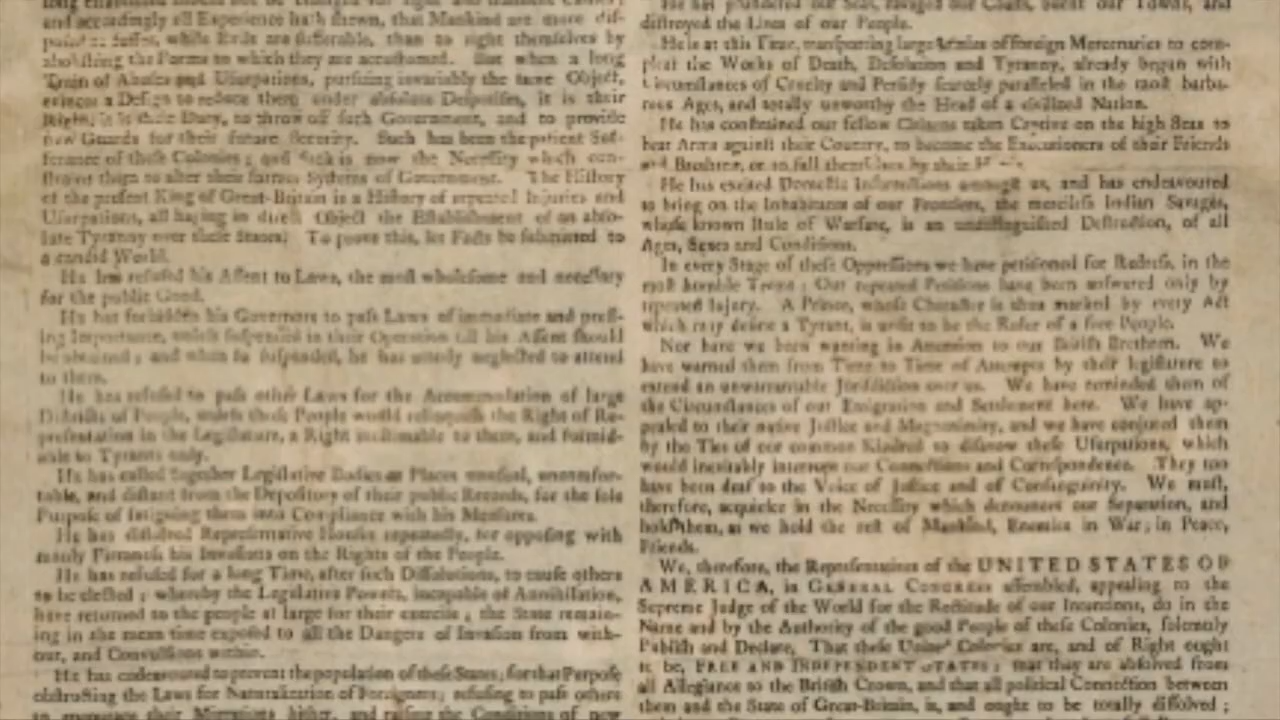 and accordingly all Experience hath shewn, that Mankind are more dis-
posed to suffer, while Evils are sufferable, than to right themselves by
abolishing the Forms to which they are accustomed. But when a long
Train of Abuses and Usurpations, pursuing invariably the same Object,
evinces a Design to reduce them under absolute Despotism, it is their
Right, it is their Duty, to throw off such Government, and to provide
new Guards for their future Security. Such has been the patient Suf-
ferance of these Colonies; and such is now the Necessity which con-
strains them to alter their former Systems of Government. The History
of the present King of Great-Britain is a History of repeated Injuries and
Usurpations, all having in direct Object the Establishment of an abso-
lute Tyranny over these States. To prove this, let Facts be submitted to
a candid World.
He has refused his Assent to Laws, the most wholesome and necessary
for the public Good.
He has forbidden his Governors to pass Laws of immediate and press-
ing Importance, unless suspended in their Operation till his Assent should
be obtained; and when so suspended, he has utterly neglected to attend
to them.
He has refused to pass other Laws for the Accommodation of large
Districts of People, unless those People would relinquish the Right of Re-
presentation in the Legislature, a Right inestimable to them, and formid-
able to Tyrants only.
He has called together Legislative Bodies at Places unusual, uncomfor-
table, and distant from the Depository of their public Records, for the sole
Purpose of fatiguing them into Compliance with his Measures.
He has dissolved Representative Houses repeatedly, for opposing with
manly Firmness his Invasions on the Rights of the People.
He has refused for a long Time, after such Dissolutions, to cause others
to be elected; whereby the Legislative Powers, incapable of Annihilation,
have returned to the people at large for their exercise; the State remain-
ing in the mean time exposed to all the Dangers of Invasion from with-
out, and Convulsions within.
He has endeavoured to prevent the population of these States; for that Purpose
obstructing the Laws for Naturalization of Foreigners; refusing to pass others
to encourage their Migrations hither, and raising the Conditions of new
destroyed the Lives of our People.
He is at this Time, transporting large Armies of foreign Mercenaries to com-
pleat the Works of Death, Desolation and Tyranny, already began with
Circumstances of Cruelty and Perfidy scarcely paralleled in the most barba-
rous Ages, and totally unworthy the Head of a civilized Nation.
He has constrained our fellow Citizens taken Captive on the high Seas to
bear Arms against their Country, to become the Executioners of their Friends
and Brethren, or to fall themselves by their
He has excited Domestic Insurrections amongst us, and has endeavoured
to bring on the Inhabitants of our Frontiers, the merciless Indian Savages,
whose known Rule of Warfare, is an undistinguished Destruction, of all
Ages, Sexes and Conditions.
In every Stage of these Oppressions we have petitioned for Redress, in the
most humble Terms: Our repeated Petitions have been answered only by
repeated Injury. A Prince, whose Character is thus marked by every Act
which may define a Tyrant, is unfit to be the Ruler of a free People.
Nor have we been wanting in Attention to our British Brethren. We
have warned them from Time to Time of Attempts by their legislature to
extend an unwarrantable Jurisdiction over us. We have reminded them of
the Circumstances of our Emigration and Settlement here. We have ap-
pealed to their native Justice and Magnanimity, and we have conjured them
by the Ties of our common Kindred to disavow these Usurpations, which
would inevitably interrupt our Connections and Correspondence. They too
have been deaf to the Voice of Justice and of Consanguinity. We must,
therefore, acquiesce in the Necessity which denounces our Separation, and
hold them, as we hold the rest of Mankind, Enemies in War; in Peace,
Friends.
We, therefore, the Representatives of the UNITED STATES OF
AMERICA, in GENERAL CONGRESS assembled, appealing to the
Supreme Judge of the World for the Rectitude of our Intentions, do in the
Name and by the Authority of the good People of these Colonies, solemnly
Publish and Declare, That these United Colonies are, and of Right ought
to be, FREE AND INDEPENDENT STATES; that they are absolved from
all Allegiance to the British Crown, and that all political Connection between
them and the State of Great-Britain, is, and ought to be totally dissolved;